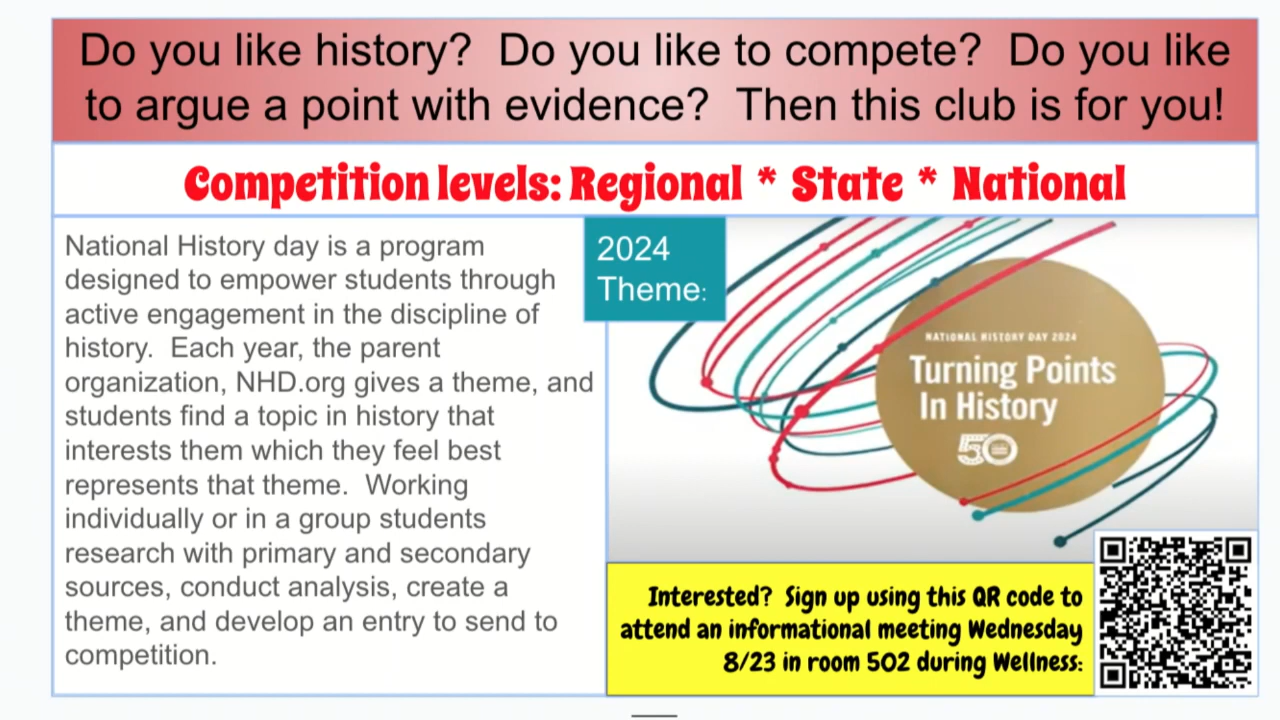 Do you like history?  Do you like to compete?  Do you like
to argue a point with evidence?  Then this club is for you!
Competition levels: Regional * State * National
National History day is a program
designed to empower students through
active engagement in the discipline of
history.  Each year, the parent
organization, NHD.org gives a theme, and
students find a topic in history that
interests them which they feel best
represents that theme.  Working
individually or in a group students
research with primary and secondary
sources, conduct analysis, create a
theme, and develop an entry to send to
competition.
2024
Theme:
NATIONAL HISTORY DAY 2024
Turning Points
In History
50
Interested?  Sign up using this QR code to
attend an informational meeting Wednesday
8/23 in room 502 during Wellness: